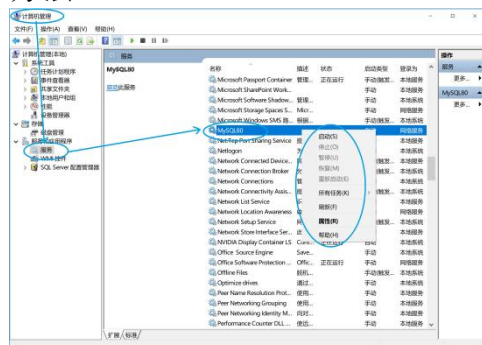 计算机管理
文件(F) 操作(A) 查看(V) 帮助(H)
计算机管理(本地)
系统工具
任务计划程序
事件查看器
共享文件夹
本地用户和组
性能
设备管理器
存储
磁盘管理
服务和应用程序
服务
WMI 控件
SQL Server 配置管理器
服务
MySQL80
启动此服务
名称 描述 状态 启动类型 登录为
Microsoft Passport Container 管理... 正在运行 手动(触发... 本地服务
Microsoft SharePoint Work... 手动 本地服务
Microsoft Software Shadow... 管理... 手动 本地系统
Microsoft Storage Spaces S... Micr... 手动 网络服务
Microsoft Windows SMS 路... 根据... 手动(触发... 本地系统
MySQL80 网络服务
Net.Tcp Port Sharing Service 本地服务
Netlogon 本地系统
Network Connected Device... 触发... 本地服务
Network Connection Broker 触发... 本地系统
Network Connections 本地系统
Network Connectivity Assis... 触发... 本地系统
Network List Service 本地服务
Network Location Awareness 网络服务
Network Setup Service 触发... 本地系统
Network Store Interface Ser... 本地服务
NVIDIA Display Container LS Cont... 正在运行 自动 本地系统
Office Source Engine Save... 手动 本地系统
Office Software Protection ... Offic... 正在运行 手动 网络服务
Offline Files 脱机... 手动(触发... 本地系统
Optimize drives 通过... 手动 本地系统
Peer Name Resolution Prot... 使用... 手动 本地服务
Peer Networking Grouping 使用... 手动 本地服务
Peer Networking Identity M... 向对... 手动 本地服务
Performance Counter DLL ... 使远... 手动 本地服务
启动(S)
停止(O)
暂停(U)
恢复(M)
重新启动(E)
所有任务(K)
刷新(F)
属性(R)
帮助(H)
扩展 标准
操作
服务
更多...
MySQL80
更多...